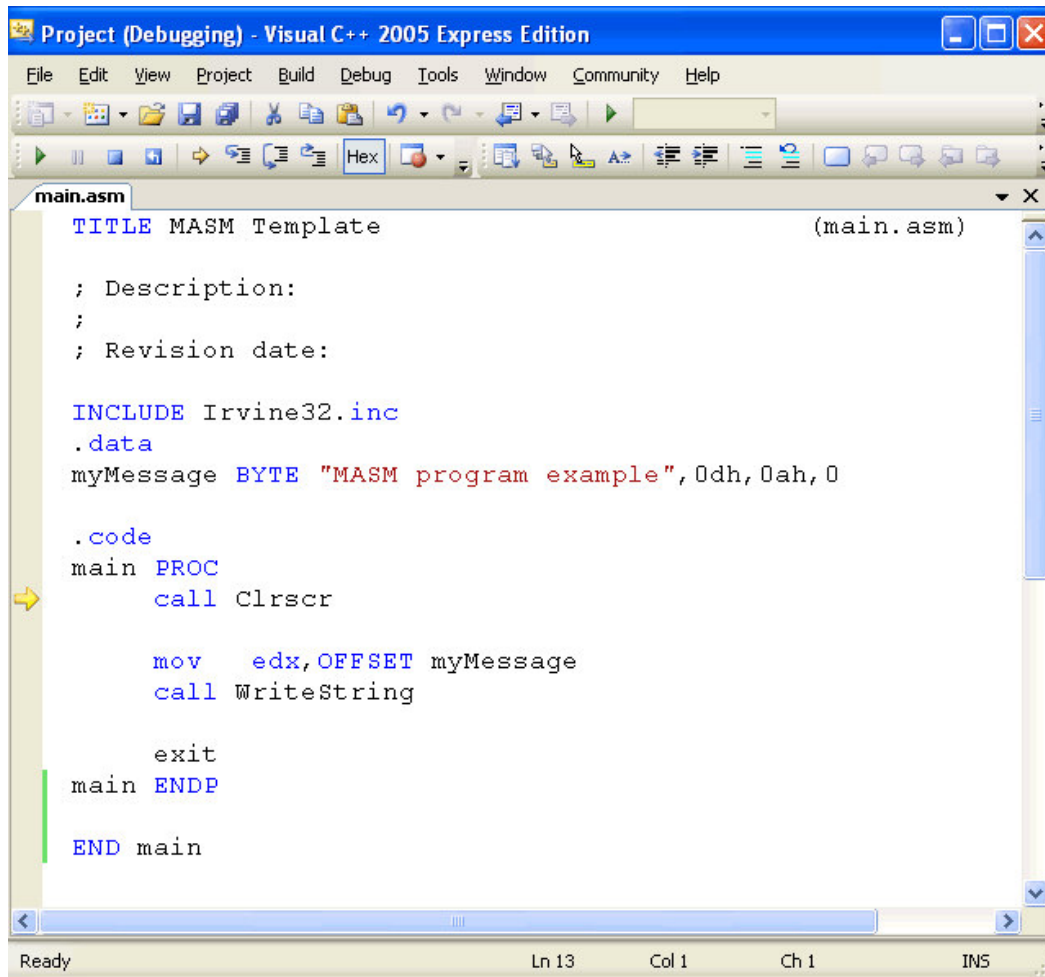 Project (Debugging) - Visual C++ 2005 Express Edition
File Edit View Project Build Debug Tools Window Community Help
Hex
main.asm
TITLE MASM Template (main.asm)
; Description:
;
; Revision date:
INCLUDE Irvine32.inc
.data
myMessage BYTE "MASM program example",0dh,0ah,0
.code
main PROC
call Clrscr
mov edx,OFFSET myMessage
call WriteString
exit
main ENDP
END main
Ready Ln 13 Col 1 Ch 1 INS